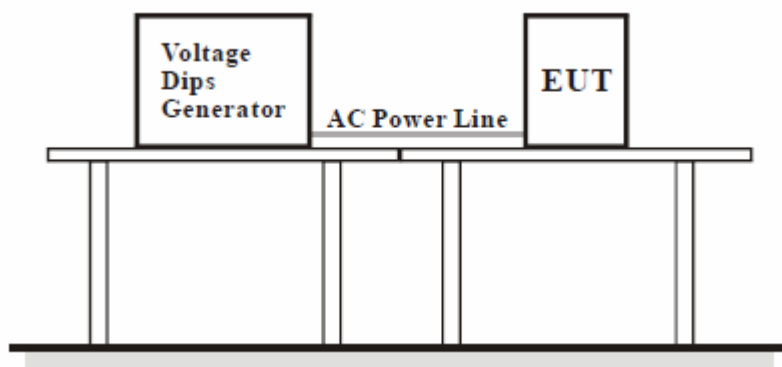 Voltage
Dips
Generator
AC Power Line
EUT